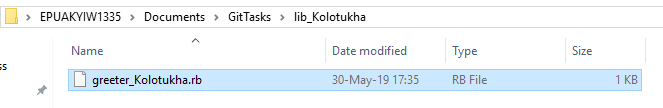 EPUAKYIW1335 > Documents > GitTasks > lib_Kolotukha
Name Date modified Type Size
ss
greeter_Kolotukha.rb 30-May-19 17:35 RB File 1 KB